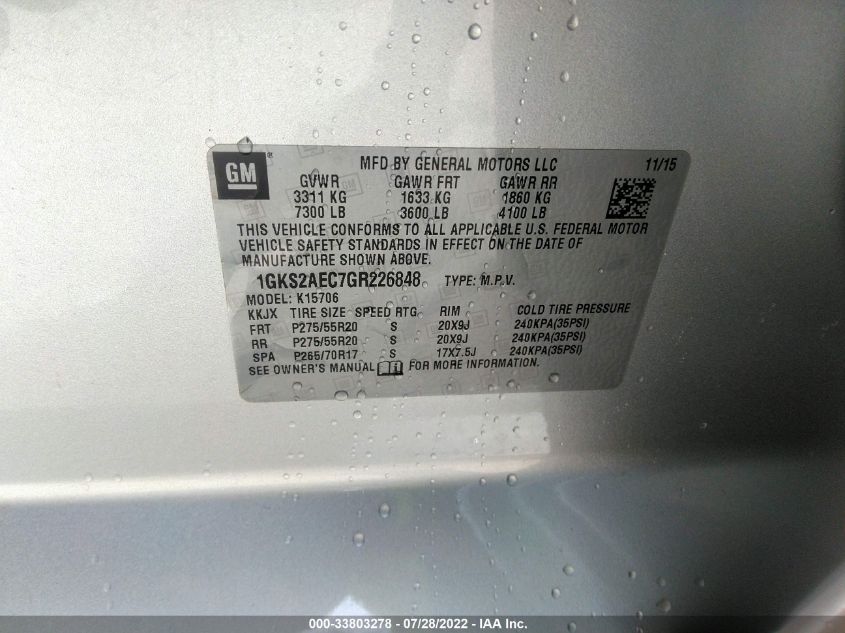 GM ® MFD BY GENERAL MOTORS LLC 11/15
GVWR GAWR FRT GAWR RR
3311 KG 1633 KG 1860 KG
7300 LB 3600 LB 4100 LB
THIS VEHICLE CONFORMS TO ALL APPLICABLE U.S. FEDERAL MOTOR
VEHICLE SAFETY STANDARDS IN EFFECT ON THE DATE OF
MANUFACTURE SHOWN ABOVE.
1GKS2AEC7GR226848 TYPE: M.P.V.
MODEL: K15706
KKJX TIRE SIZE SPEED RTG RIM COLD TIRE PRESSURE
FRT P275/55R20 S 20X9J 240KPA(35PSI)
RR P275/55R20 S 20X9J 240KPA(35PSI)
SPA P265/70R17 S 17X7.5J 240KPA(35PSI)
SEE OWNER'S MANUAL FOR MORE INFORMATION.
000-33803278 - 07/28/2022 - IAA Inc.